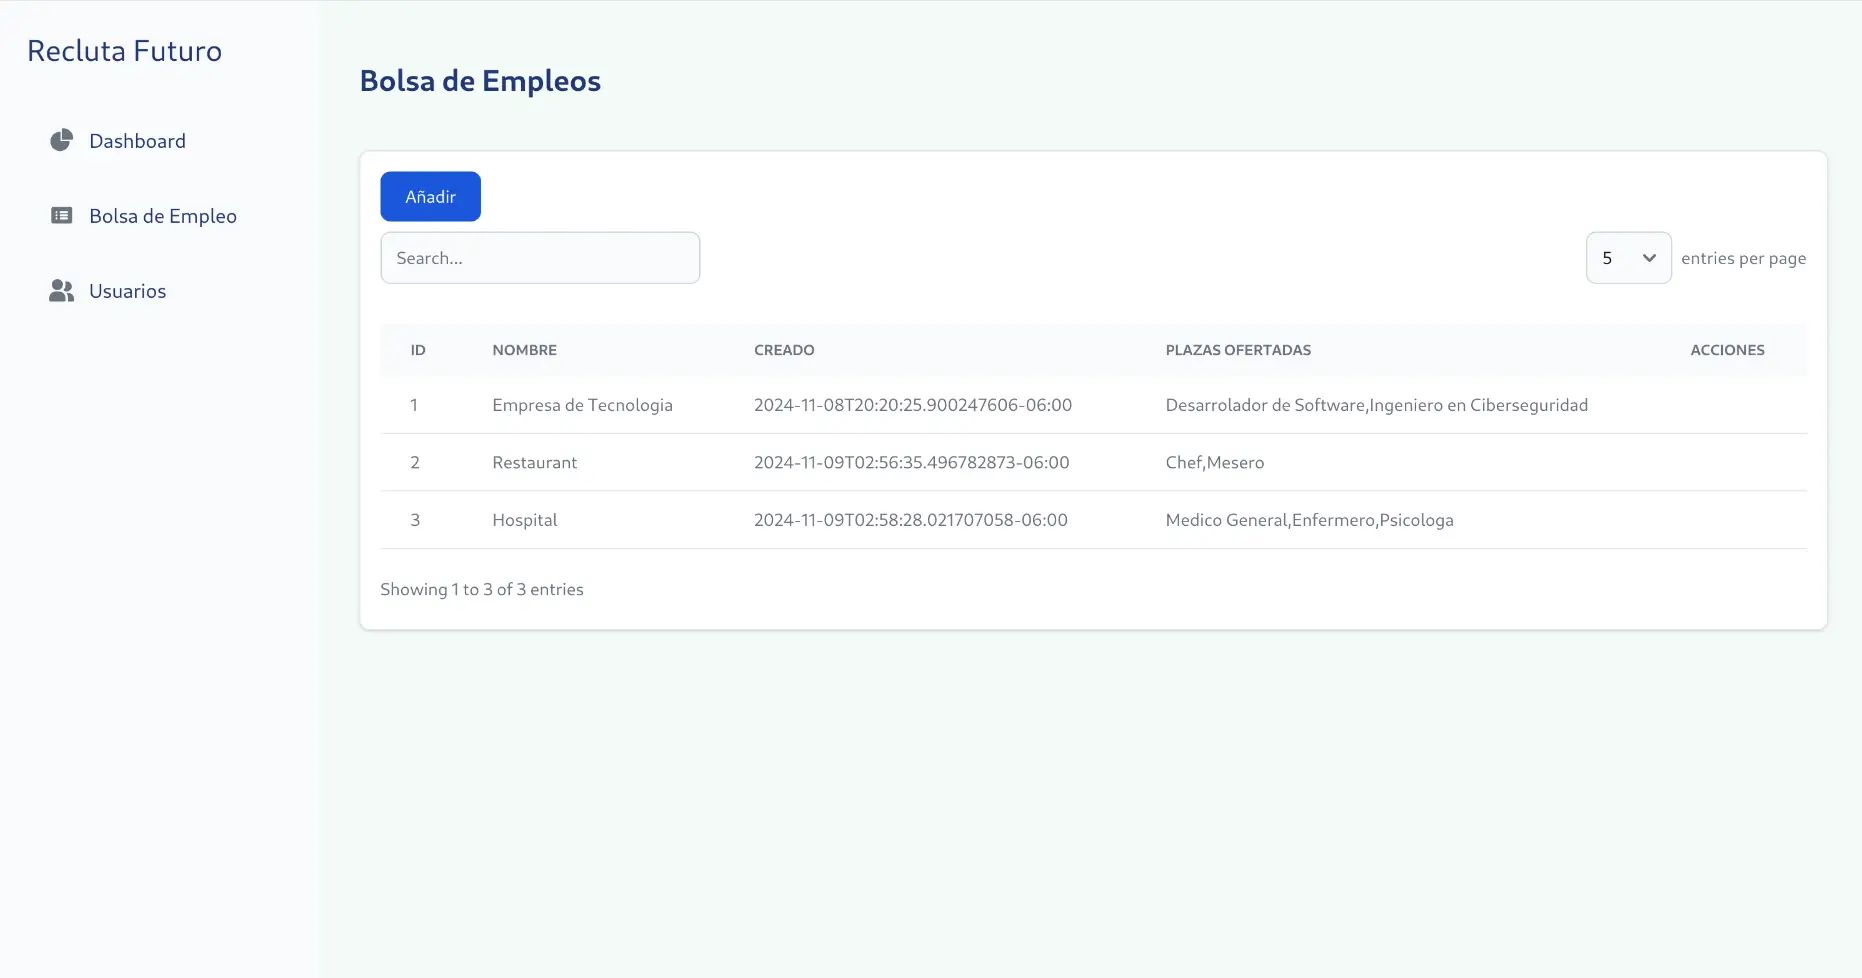 Recluta Futuro
Dashboard
Bolsa de Empleo
Usuarios
Bolsa de Empleos
Añadir
Search...
5 entries per page
ID NOMBRE CREADO PLAZAS OFERTADAS ACCIONES
1 Empresa de Tecnologia 2024-11-08T20:20:25.900247606-06:00 Desarrolador de Software,Ingeniero en Ciberseguridad
2 Restaurant 2024-11-09T02:56:35.496782873-06:00 Chef,Mesero
3 Hospital 2024-11-09T02:58:28.021707058-06:00 Medico General,Enfermero,Psicologa
Showing 1 to 3 of 3 entries